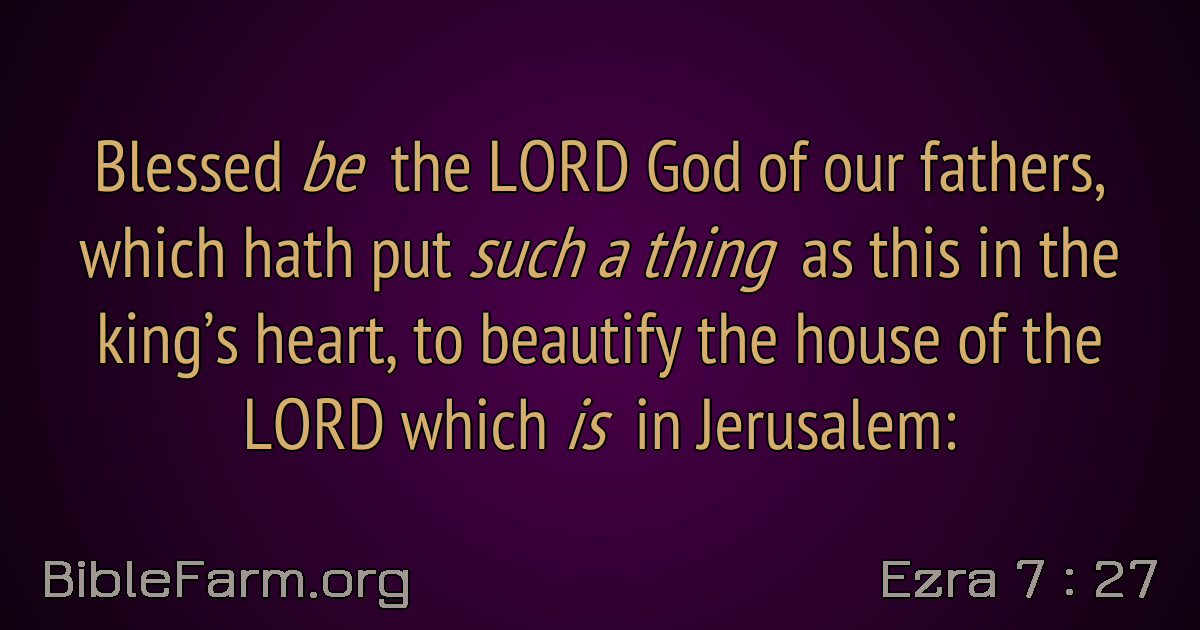 Blessed be the LORD God of our fathers,
which hath put such a thing as this in the
king’s heart, to beautify the house of the
LORD which is in Jerusalem:
BibleFarm.org
Ezra 7 : 27